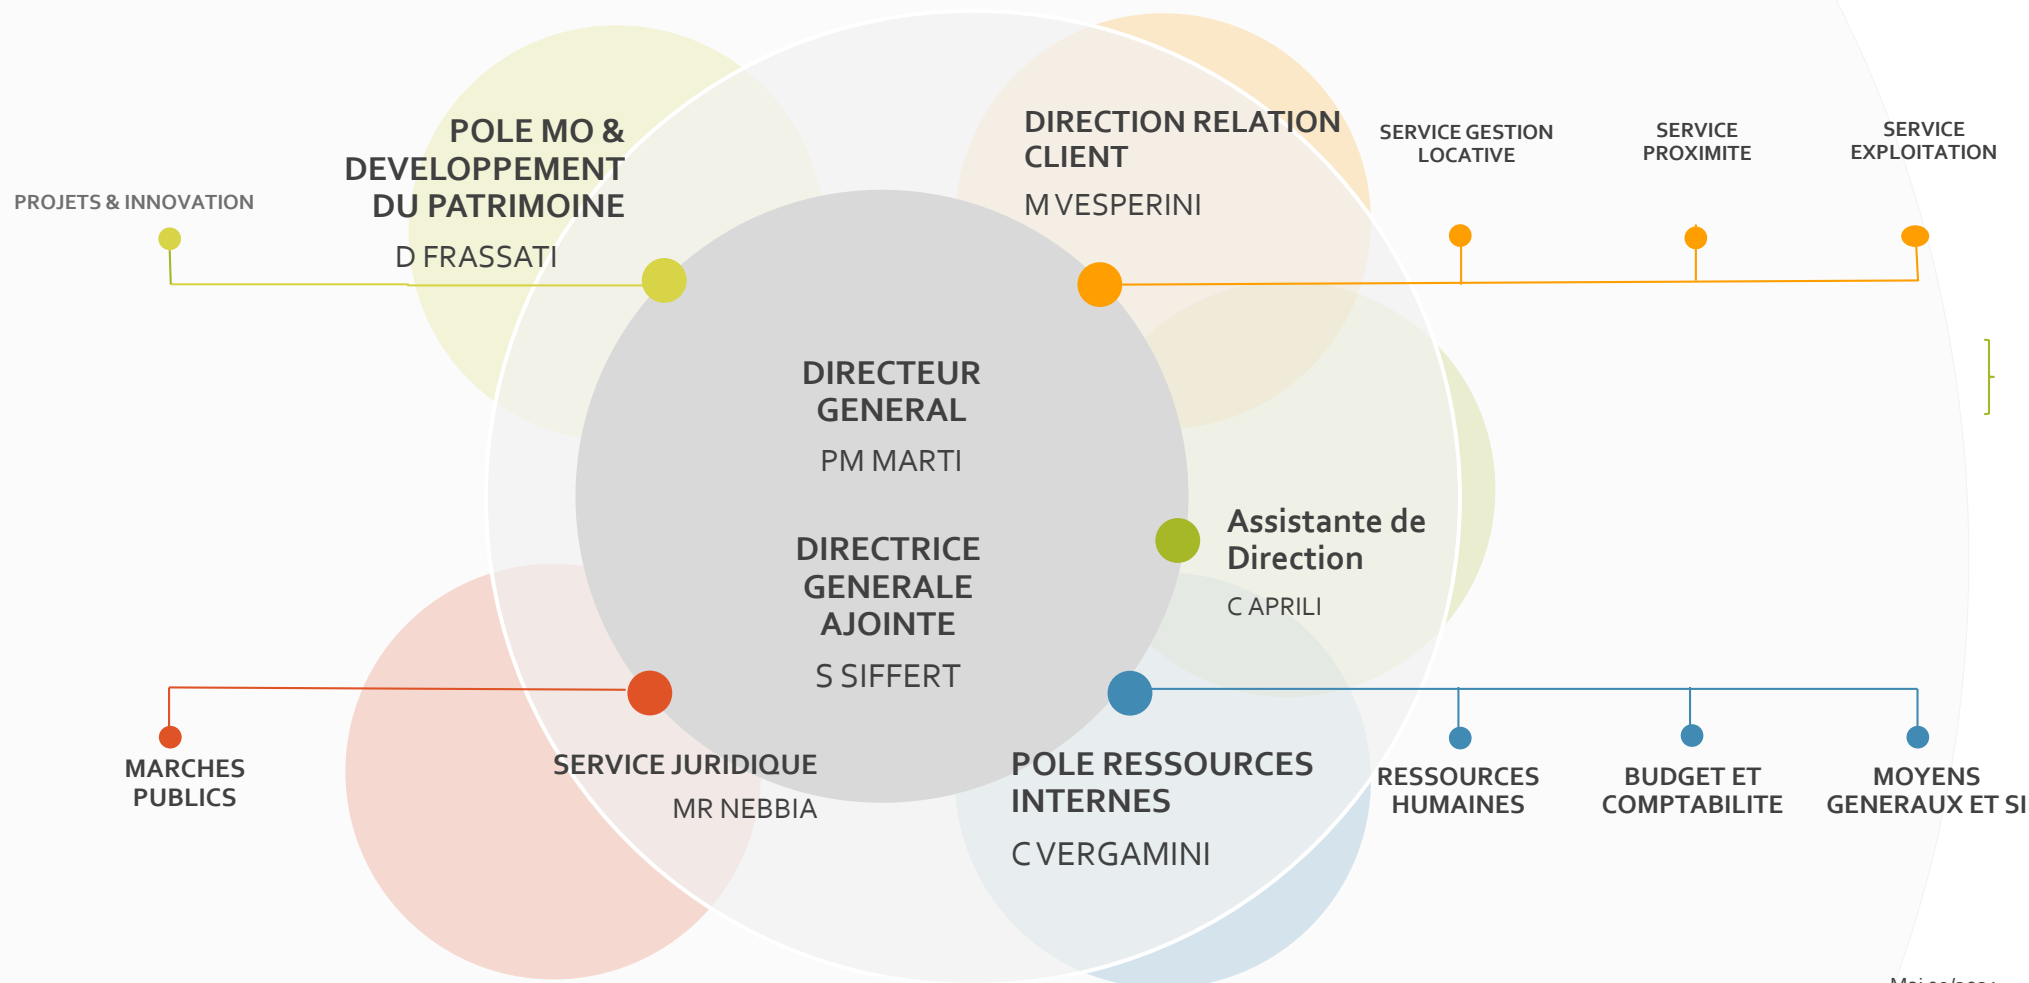 POLE MO &
DEVELOPPEMENT
DU PATRIMOINE
D FRASSATI
PROJETS & INNOVATION
DIRECTION RELATION
CLIENT
M VESPERINI
SERVICE GESTION
LOCATIVE
SERVICE
PROXIMITE
SERVICE
EXPLOITATION
DIRECTEUR
GENERAL
PM MARTI
DIRECTRICE
GENERALE
AJOINTE
S SIFFERT
Assistante de
Direction
C APRILI
MARCHES
PUBLICS
SERVICE JURIDIQUE
MR NEBBIA
POLE RESSOURCES
INTERNES
C VERGAMINI
RESSOURCES
HUMAINES
BUDGET ET
COMPTABILITE
MOYENS
GENERAUX ET SI